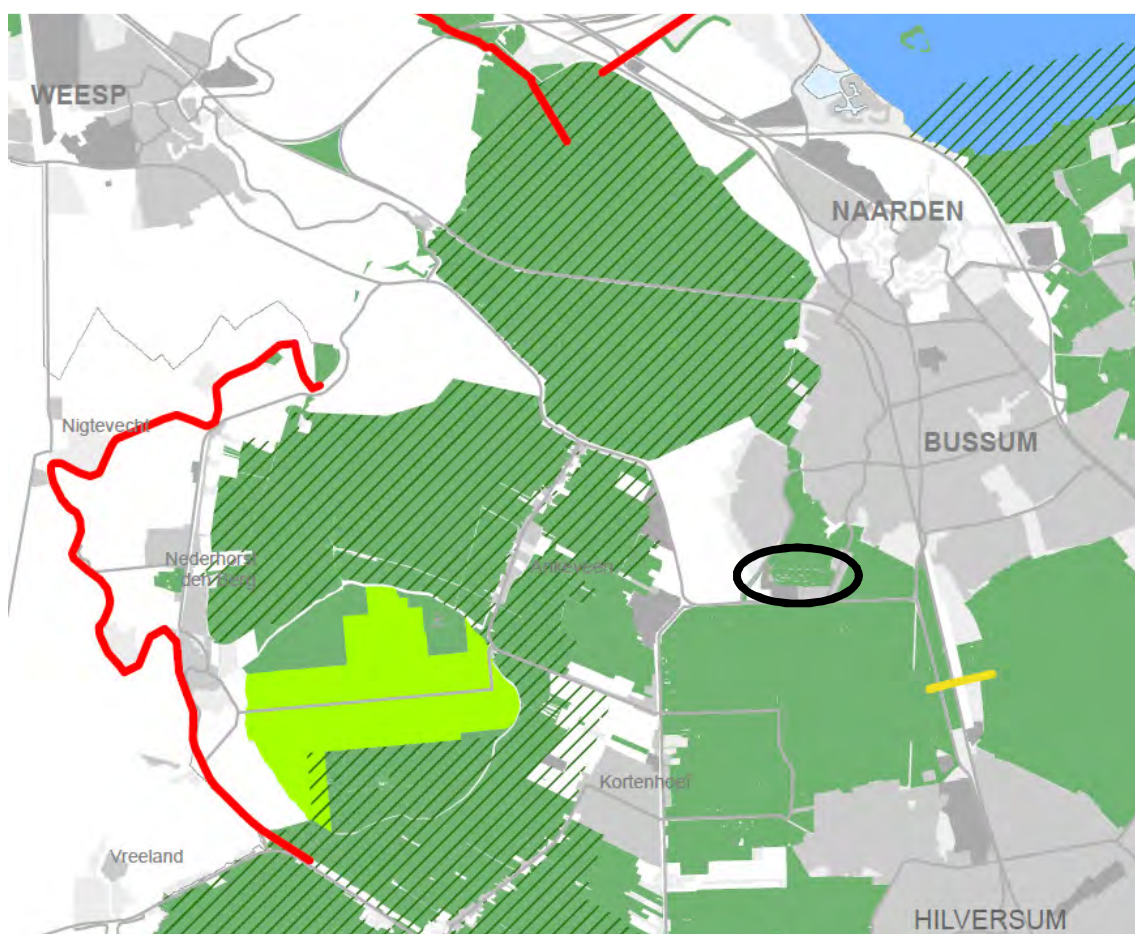 WEESP
NAARDEN
Nigtevecht
BUSSUM
Nederhorst
den Berg
Ankeveen
Kortenhoef
Vreeland
HILVERSUM